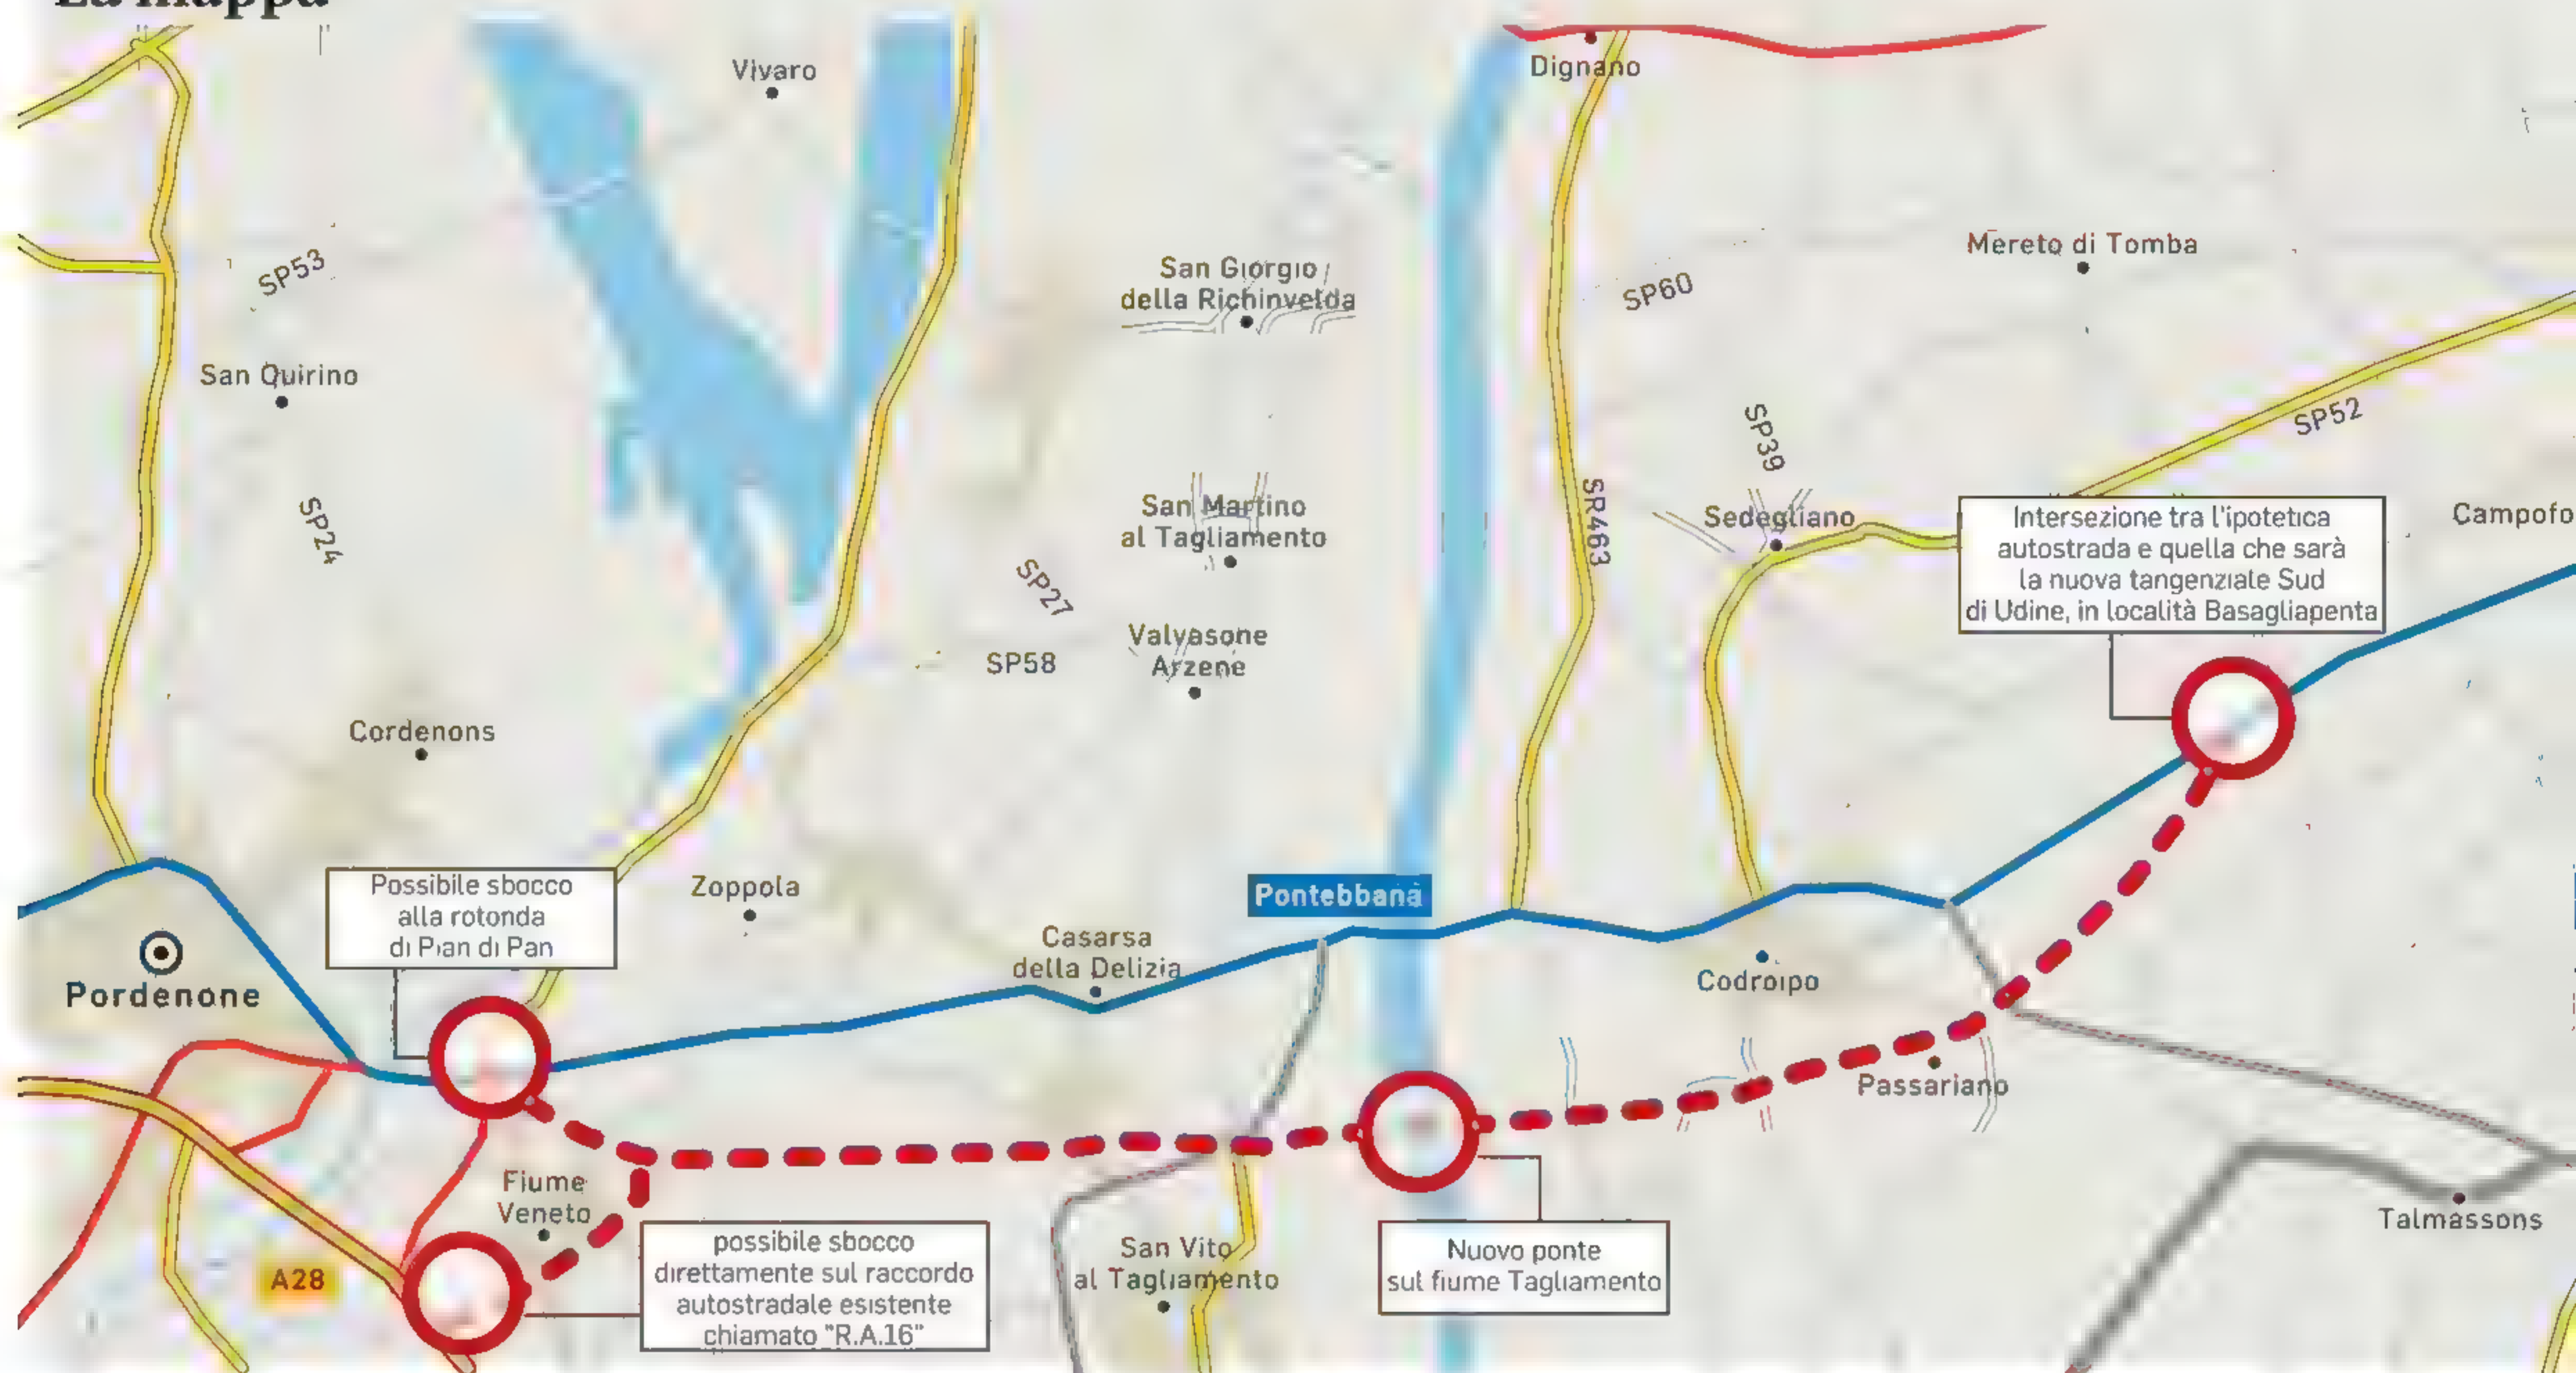 La mappa
Vivaro
Dignano
SP53
San Giorgio
della Richinvelda
SP60
Mereto di Tomba
San Quirino
SP24
SP39
SP52
San Martino
al Tagliamento
SR463
Sedegliano
Intersezione tra l'ipotetica
autostrada e quella che sarà
la nuova tangenziale Sud
di Udine, in località Basagliapenta
Campofo
SP27
SP58
Valvasone
Arzene
Cordenons
Possibile sbocco
alla rotonda
di Pian di Pan
Zoppola
Pontebbana
Casarsa
della Delizia
Codroipo
Pordenone
Passariano
Fiume
Veneto
A28
possibile sbocco
direttamente sul raccordo
autostradale esistente
chiamato "R.A.16"
San Vito
al Tagliamento
Nuovo ponte
sul fiume Tagliamento
Talmassons